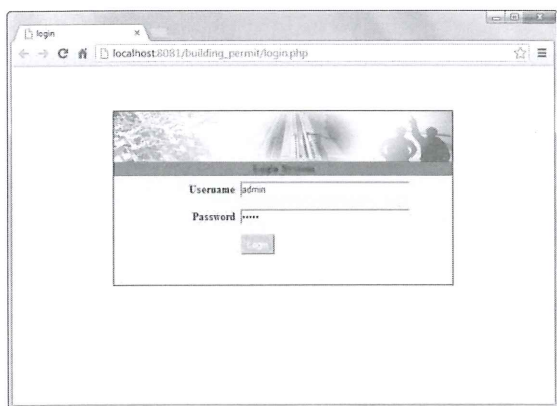 login
localhost:8081/building_permit/login.php
Login System
Username admin
Password •••••
Login